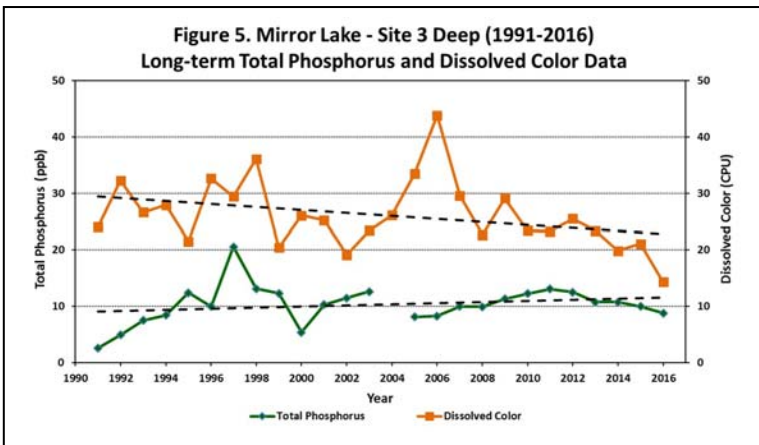 Figure 5. Mirror Lake - Site 3 Deep (1991-2016)
Long-term Total Phosphorus and Dissolved Color Data
50
40
30
20
10
0
Total Phosphorus (ppb)
50
40
30
20
10
0
Dissolved Color (CPU)
1990 1992 1994 1996 1998 2000 2002 2004 2006 2008 2010 2012 2014 2016
Year
Total Phosphorus Dissolved Color